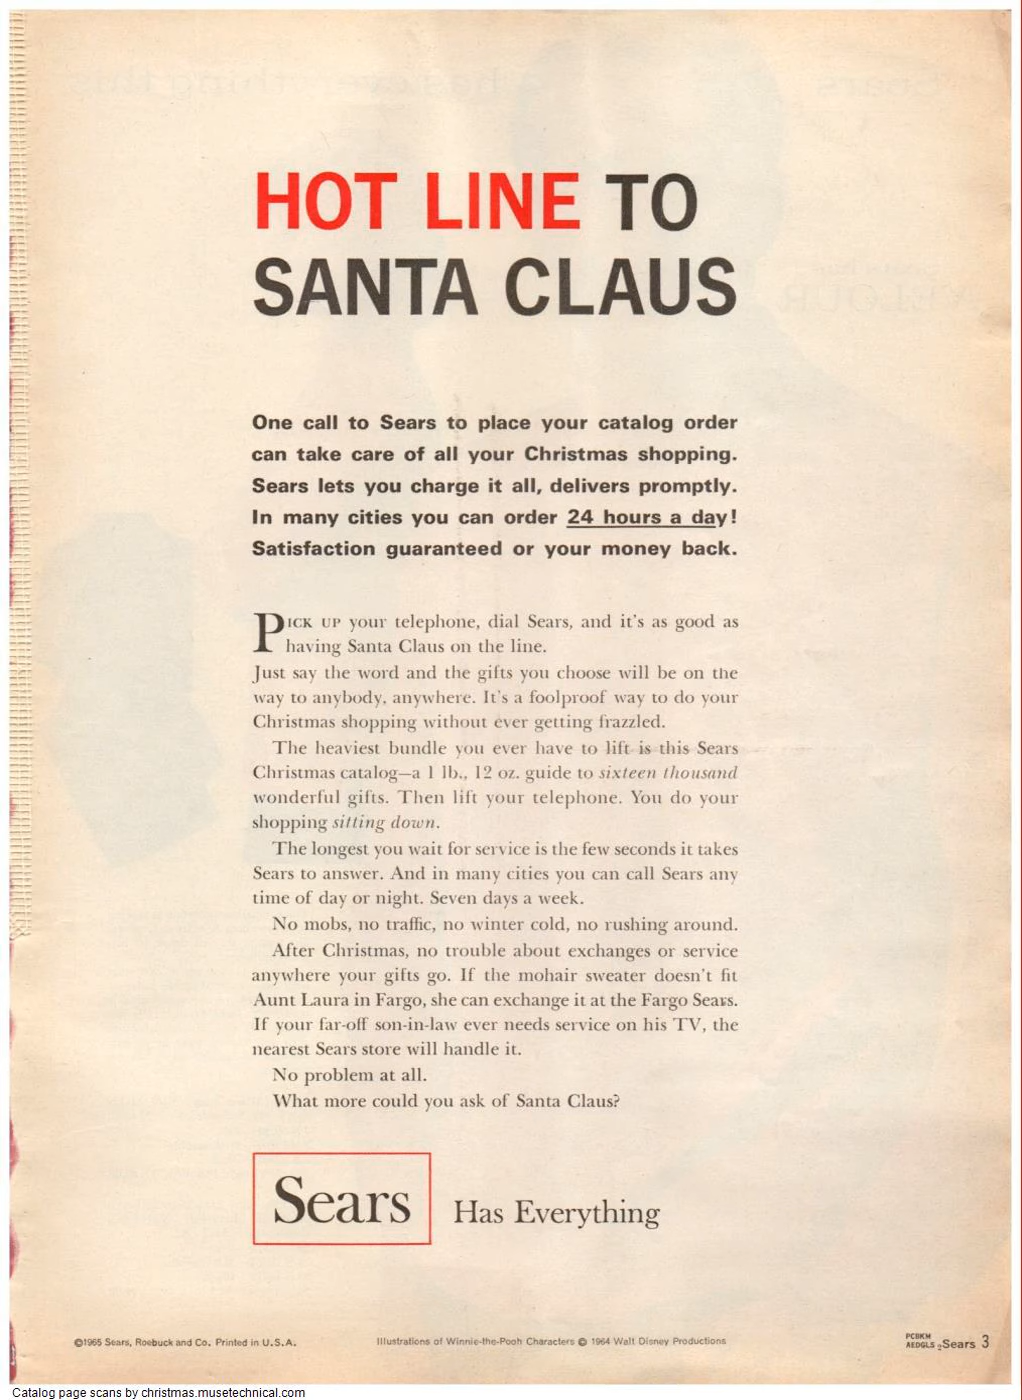 HOT LINE TO
SANTA CLAUS
One call to Sears to place your catalog order
can take care of all your Christmas shopping.
Sears lets you charge it all, delivers promptly.
In many cities you can order 24 hours a day!
Satisfaction guaranteed or your money back.
PICK UP your telephone, dial Sears, and it's as good as
having Santa Claus on the line.
Just say the word and the gifts you choose will be on the
way to anybody, anywhere. It's a foolproof way to do your
Christmas shopping without ever getting frazzled.
The heaviest bundle you ever have to lift is this Sears
Christmas catalog—a 1 lb., 12 oz. guide to sixteen thousand
wonderful gifts. Then lift your telephone. You do your
shopping sitting down.
The longest you wait for service is the few seconds it takes
Sears to answer. And in many cities you can call Sears any
time of day or night. Seven days a week.
No mobs, no traffic, no winter cold, no rushing around.
After Christmas, no trouble about exchanges or service
anywhere your gifts go. If the mohair sweater doesn't fit
Aunt Laura in Fargo, she can exchange it at the Fargo Sears.
If your far-off son-in-law ever needs service on his TV, the
nearest Sears store will handle it.
No problem at all.
What more could you ask of Santa Claus?
Sears Has Everything
©1965 Sears, Roebuck and Co. Printed in U.S.A.
Illustrations of Winnie-the-Pooh Characters © 1964 Walt Disney Productions
PCBKM
AEDGLS 2Sears 3
Catalog page scans by christmas.musetechnical.com